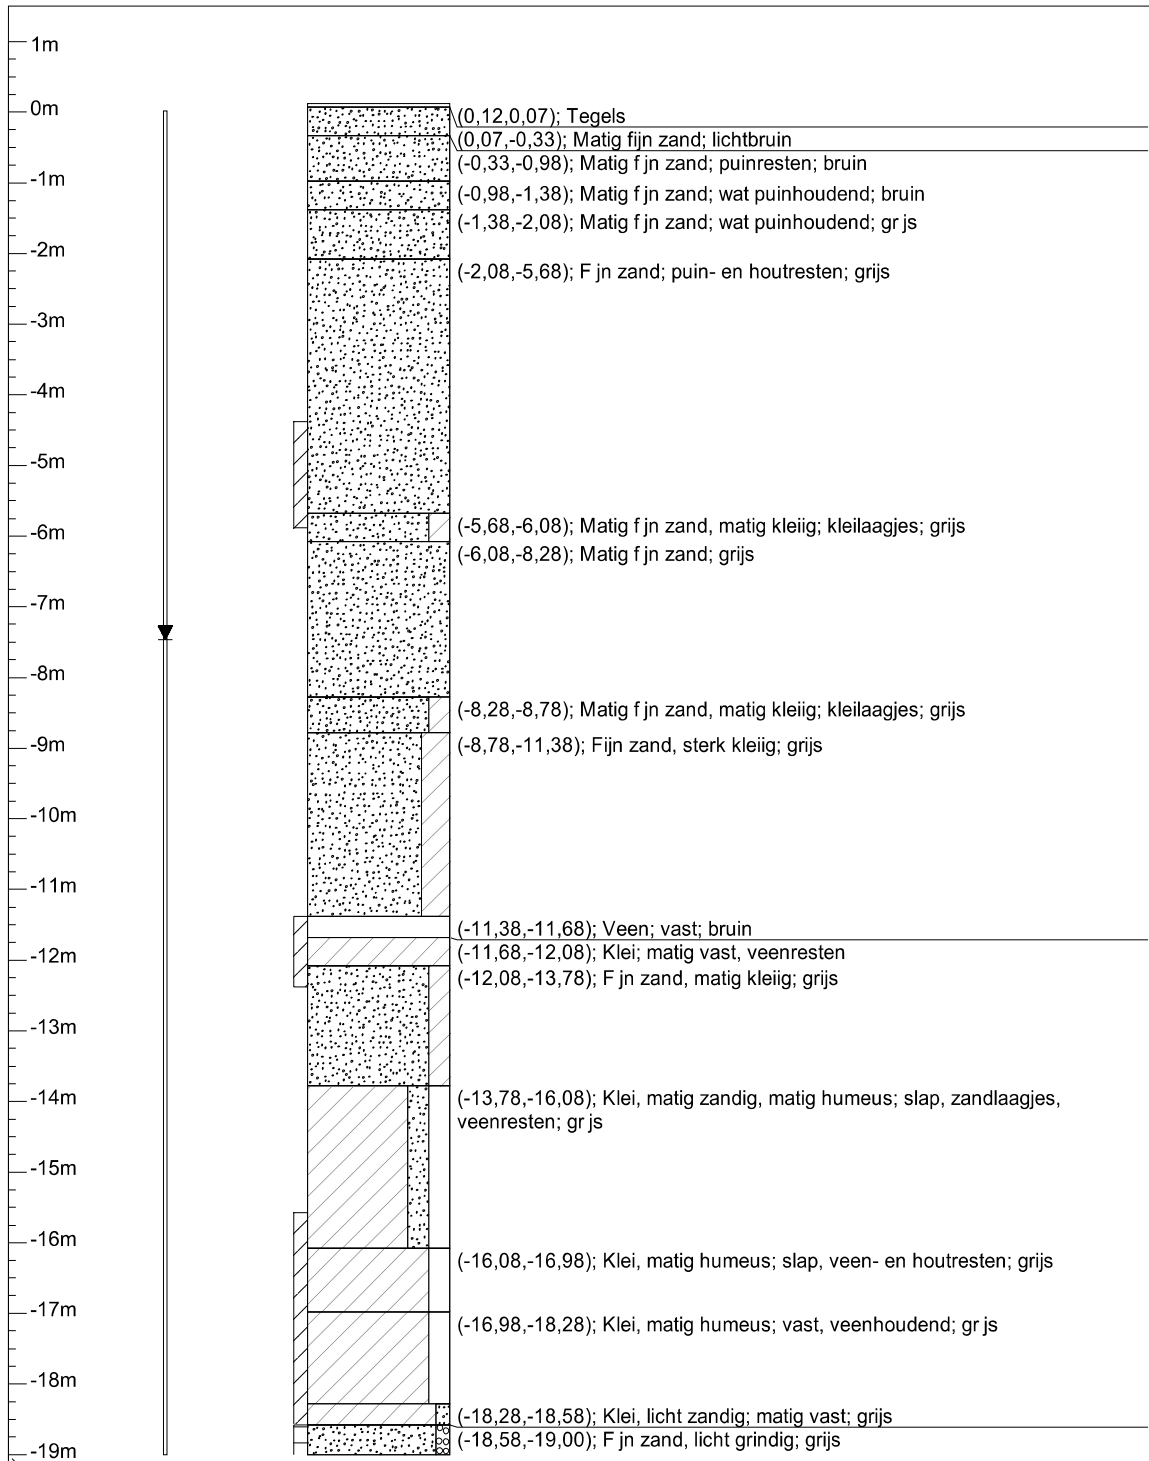 1m
0m
(0,12,0,07); Tegels
(0,07,-0,33); Matig fijn zand; lichtbruin
(-0,33,-0,98); Matig f jn zand; puinresten; bruin
-1m
(-0,98,-1,38); Matig f jn zand; wat puinhoudend; bruin
(-1,38,-2,08); Matig f jn zand; wat puinhoudend; gr js
-2m
(-2,08,-5,68); F jn zand; puin- en houtresten; grijs
-3m
-4m
-5m
(-5,68,-6,08); Matig f jn zand, matig kleiig; kleilaagjes; grijs
-6m
(-6,08,-8,28); Matig f jn zand; grijs
-7m
-8m
(-8,28,-8,78); Matig f jn zand, matig kleiig; kleilaagjes; grijs
-9m
(-8,78,-11,38); Fijn zand, sterk kleiig; grijs
-10m
-11m
(-11,38,-11,68); Veen; vast; bruin
(-11,68,-12,08); Klei; matig vast, veenresten
-12m
(-12,08,-13,78); F jn zand, matig kleiig; grijs
-13m
-14m
(-13,78,-16,08); Klei, matig zandig, matig humeus; slap, zandlaagjes,
veenresten; gr js
-15m
-16m
(-16,08,-16,98); Klei, matig humeus; slap, veen- en houtresten; grijs
-17m
(-16,98,-18,28); Klei, matig humeus; vast, veenhoudend; gr js
-18m
(-18,28,-18,58); Klei, licht zandig; matig vast; grijs
(-18,58,-19,00); F jn zand, licht grindig; grijs
-19m